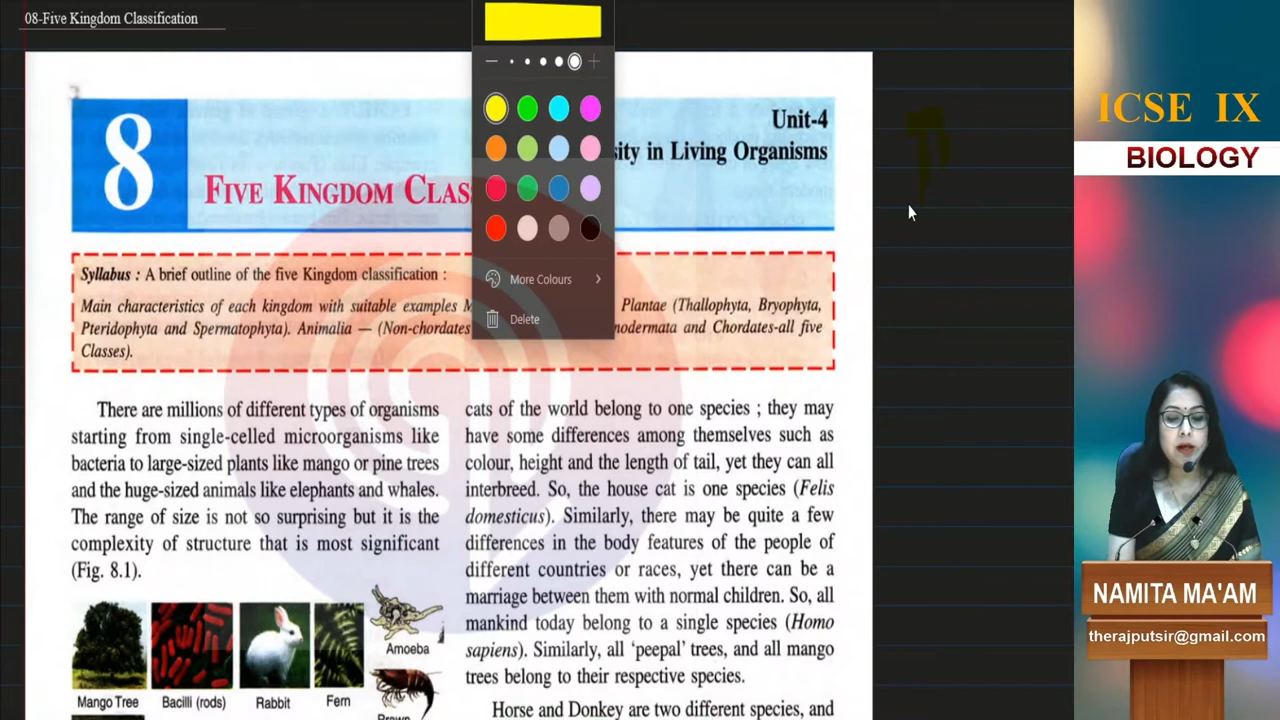 08-Five Kingdom Classification
8
Unit-4
sity in Living Organisms
FIVE KINGDOM CLAS
Syllabus : A brief outline of the five Kingdom classification :
Main characteristics of each kingdom with suitable examples M Plantae (Thallophyta, Bryophyta,
Pteridophyta and Spermatophyta). Animalia — (Non-chordates nodermata and Chordates-all five
Classes).
There are millions of different types of organisms
starting from single-celled microorganisms like
bacteria to large-sized plants like mango or pine trees
and the huge-sized animals like elephants and whales.
The range of size is not so surprising but it is the
complexity of structure that is most significant
(Fig. 8.1).
Amoeba
Mango Tree Bacilli (rods) Rabbit Fern
Prawn
cats of the world belong to one species ; they may
have some differences among themselves such as
colour, height and the length of tail, yet they can all
interbreed. So, the house cat is one species (Felis
domesticus). Similarly, there may be quite a few
differences in the body features of the people of
different countries or races, yet there can be a
marriage between them with normal children. So, all
mankind today belong to a single species (Homo
sapiens). Similarly, all ‘peepal’ trees, and all mango
trees belong to their respective species.
Horse and Donkey are two different species, and
More Colours
Delete
ICSE IX
BIOLOGY
NAMITA MA'AM
therajputsir@gmail.com